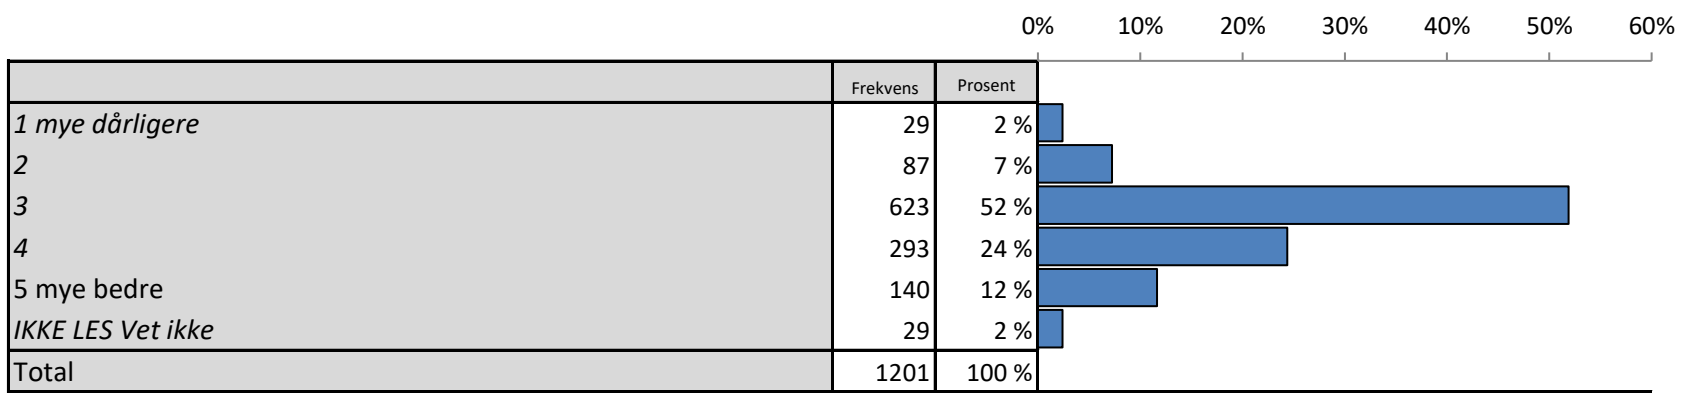 0% 10% 20% 30% 40% 50% 60%
Frekvens Prosent
1 mye dårligere 29 2 %
2 87 7 %
3 623 52 %
4 293 24 %
5 mye bedre 140 12 %
IKKE LES Vet ikke 29 2 %
Total 1201 100 %